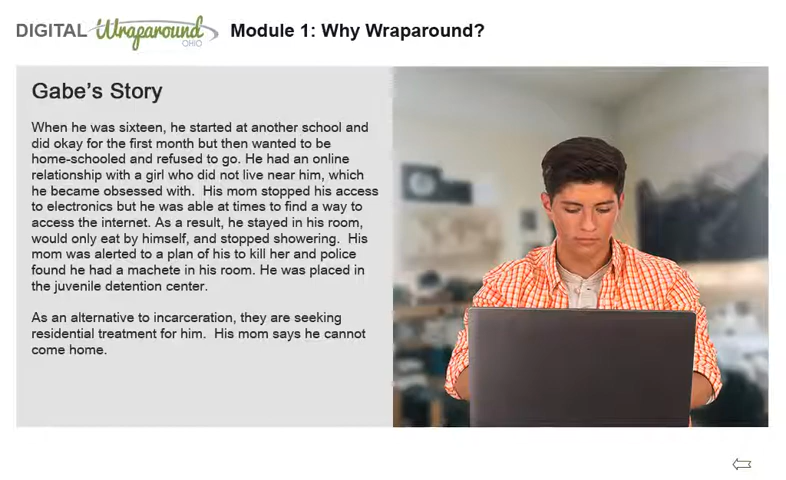 DIGITAL Wraparound OHIO Module 1: Why Wraparound?
Gabe's Story
When he was sixteen, he started at another school and
did okay for the first month but then wanted to be
home-schooled and refused to go. He had an online
relationship with a girl who did not live near him, which
he became obsessed with.  His mom stopped his access
to electronics but he was able at times to find a way to
access the internet. As a result, he stayed in his room,
would only eat by himself, and stopped showering.  His
mom was alerted to a plan of his to kill her and police
found he had a machete in his room. He was placed in
the juvenile detention center.
As an alternative to incarceration, they are seeking
residential treatment for him.  His mom says he cannot
come home.